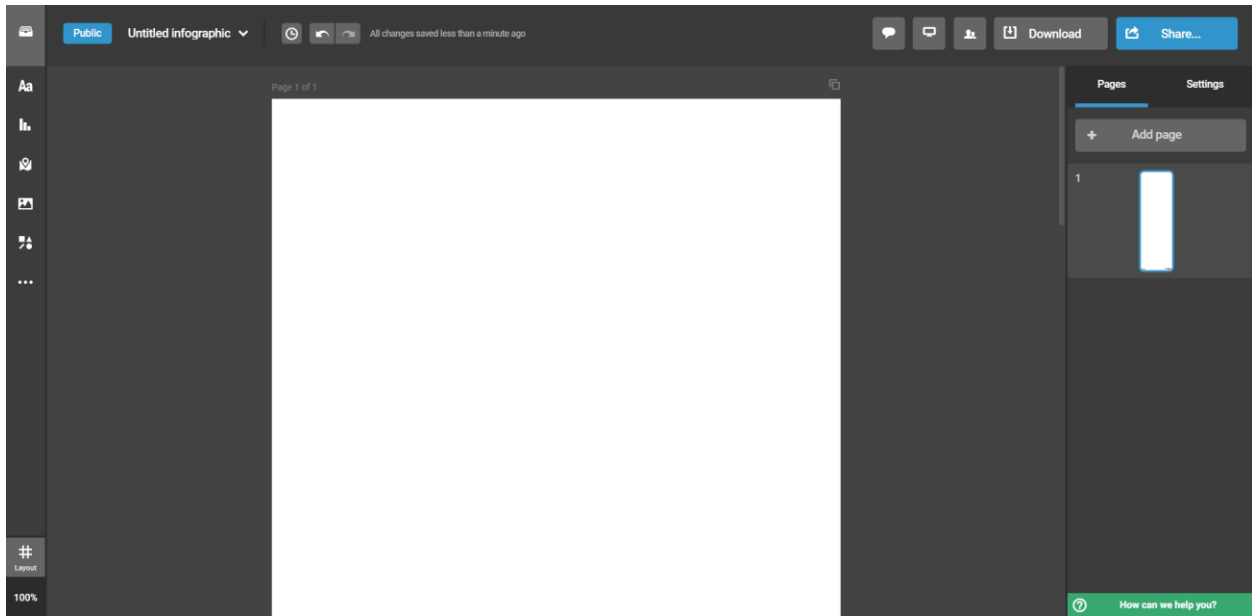 Public
Untitled infographic
All changes saved less than a minute ago
Download
Share...
Aa
Page 1 of 1
Pages
Settings
+ Add page
1
Layout
100%
How can we help you?